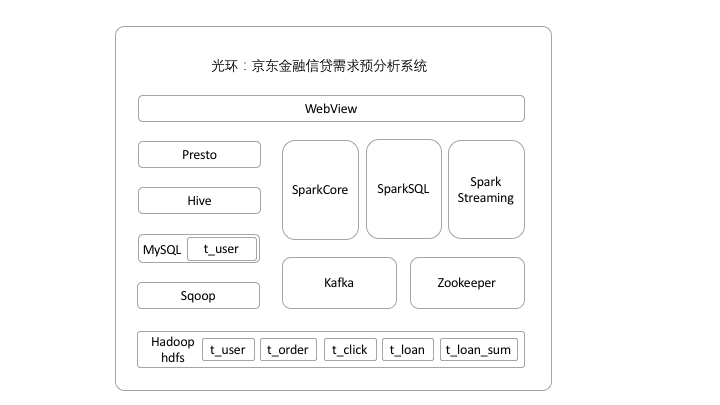 光环：京东金融信贷需求预分析系统
WebView
Presto
Hive
MySQL t_user
Sqoop
SparkCore
SparkSQL
Spark
Streaming
Kafka
Zookeeper
Hadoop
hdfs
t_user t_order t_click t_loan t_loan_sum